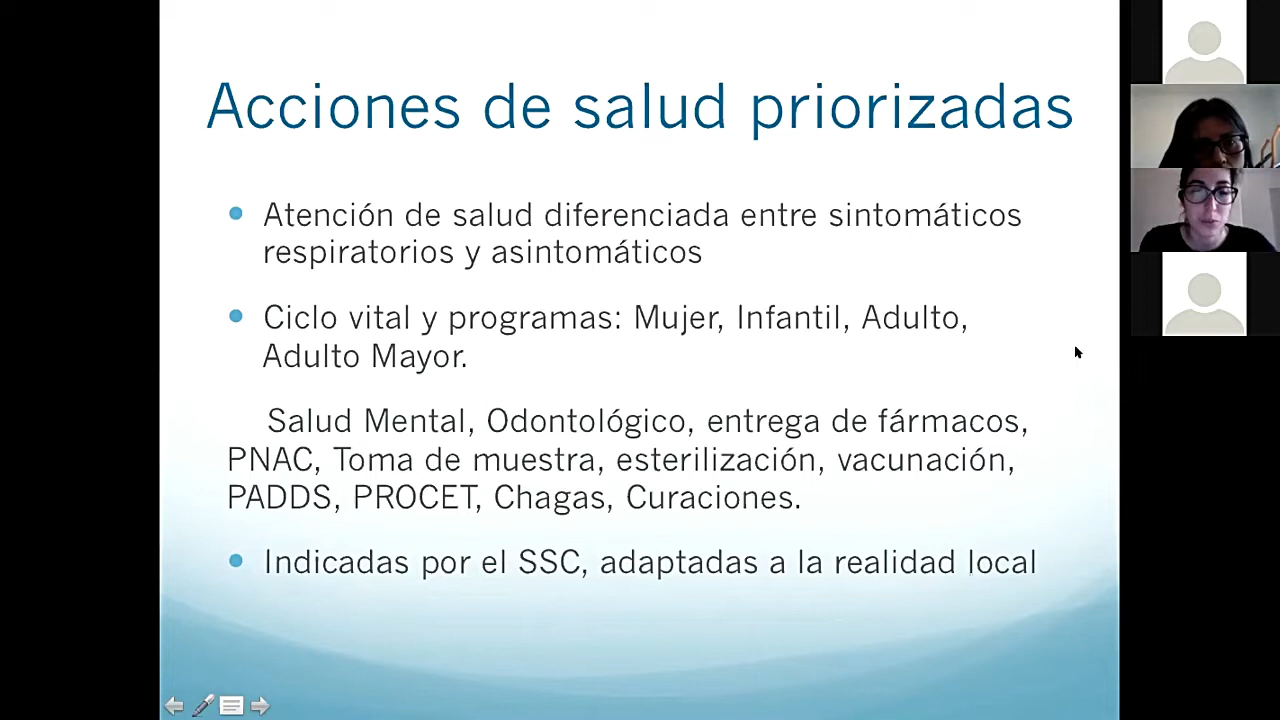 Acciones de salud priorizadas
Atención de salud diferenciada entre sintomáticos
respiratorios y asintomáticos
Ciclo vital y programas: Mujer, Infantil, Adulto,
Adulto Mayor.
Salud Mental, Odontológico, entrega de fármacos,
PNAC, Toma de muestra, esterilización, vacunación,
PADDS, PROCET, Chagas, Curaciones.
Indicadas por el SSC, adaptadas a la realidad local